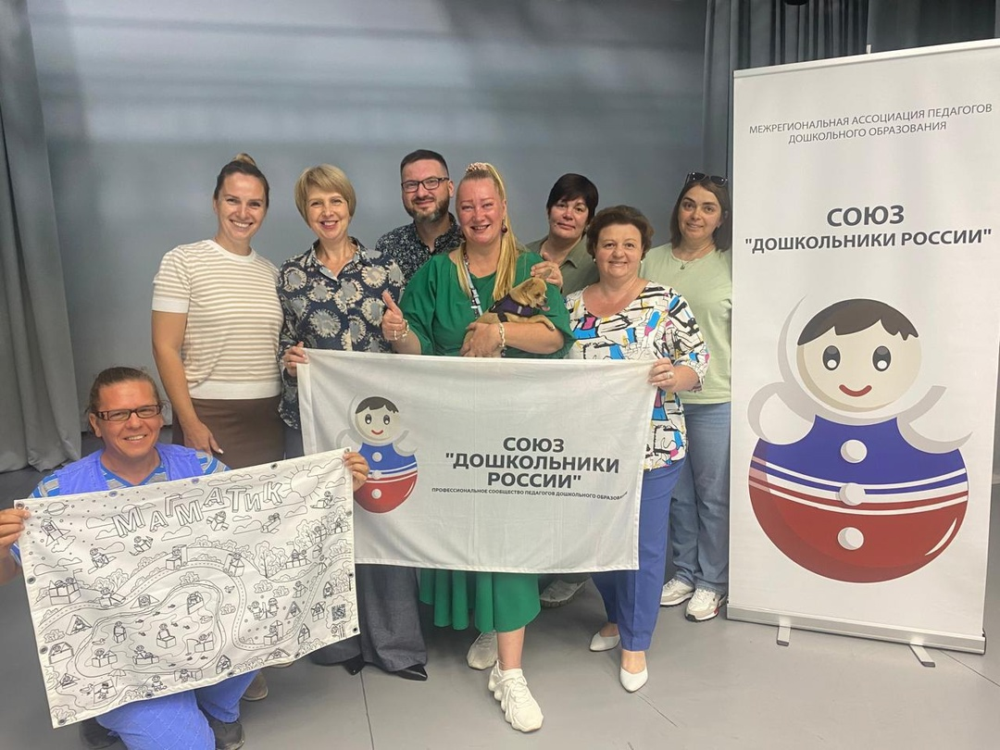 МЕЖРЕГИОНАЛЬНАЯ АССОЦИАЦИЯ ПЕДАГОГОВ
ДОШКОЛЬНОГО ОБРАЗОВАНИЯ
СОЮЗ
"ДОШКОЛЬНИКИ РОССИИ"
СОЮЗ
"ДОШКОЛЬНИКИ
РОССИИ"
ПРОФЕССИОНАЛЬНОЕ СООБЩЕСТВО ПЕДАГОГОВ ДОШКОЛЬНОГО ОБРАЗОВАНИЯ
МАГМАТИК